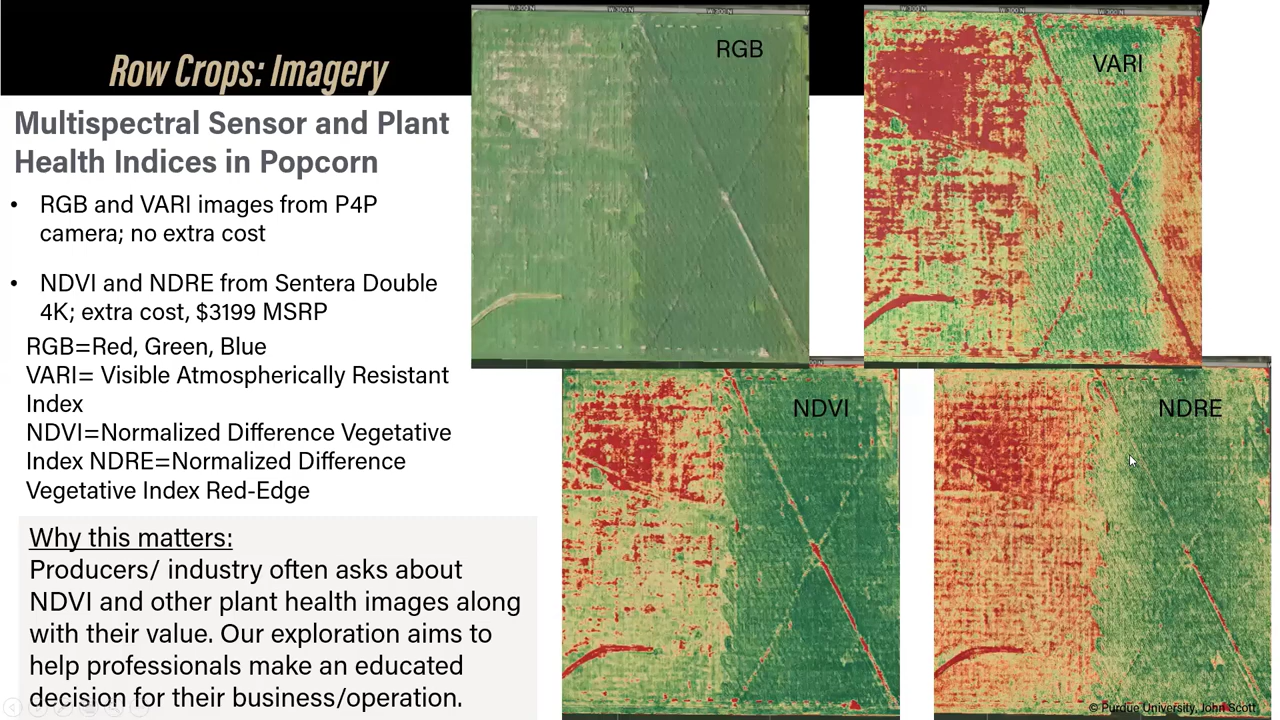 Row Crops: Imagery
Multispectral Sensor and Plant
Health Indices in Popcorn
• RGB and VARI images from P4P
camera; no extra cost
• NDVI and NDRE from Sentera Double
4K; extra cost, $3199 MSRP
RGB=Red, Green, Blue
VARI= Visible Atmospherically Resistant
Index
NDVI=Normalized Difference Vegetative
Index NDRE=Normalized Difference
Vegetative Index Red-Edge
Why this matters:
Producers/ industry often asks about
NDVI and other plant health images along
with their value. Our exploration aims to
help professionals make an educated
decision for their business/operation.
RGB
VARI
NDVI
NDRE
© Purdue University, John Scott